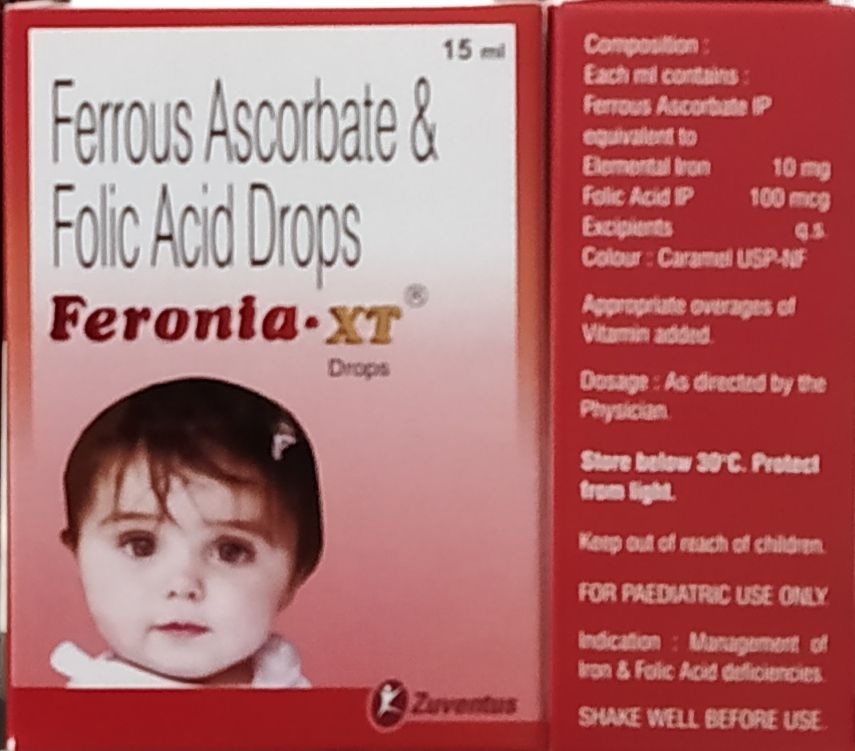 15 ml
Ferrous Ascorbate &
Folic Acid Drops
Feronia-XT®
Drops
Zuventus
Composition :
Each ml contains :
Ferrous Ascorbate IP
equivalent to
Elemental Iron 10 mg
Folic Acid IP 100 mcg
Excipients q.s.
Colour : Caramel USP-NF
Appropriate overages of
Vitamin added.
Dosage : As directed by the
Physician.
Store below 30°C. Protect
from light.
Keep out of reach of children.
FOR PAEDIATRIC USE ONLY.
Indication : Management of
Iron & Folic Acid deficiencies.
SHAKE WELL BEFORE USE.